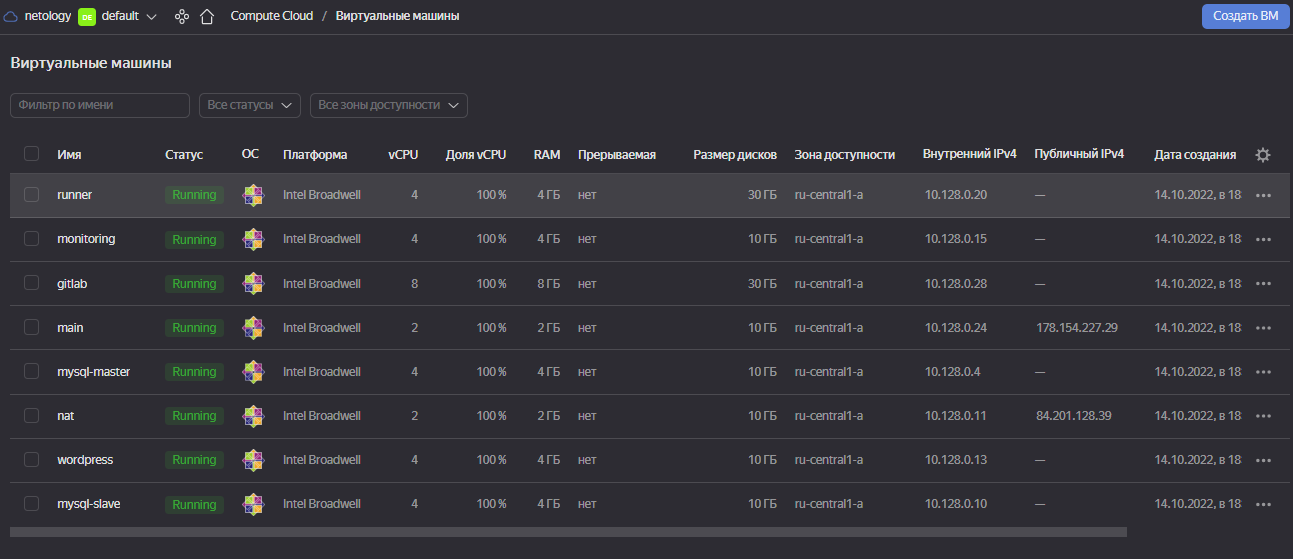 netology DE default Compute Cloud / Виртуальные машины Создать ВМ
Виртуальные машины
Фильтр по имени Все статусы Все зоны доступности
Имя Статус ОС Платформа vCPU Доля vCPU RAM Прерываемая Размер дисков Зона доступности Внутренний IPv4 Публичный IPv4 Дата создания
runner Running Intel Broadwell 4 100 % 4 ГБ нет 30 ГБ ru-central1-a 10.128.0.20 — 14.10.2022, в 18
monitoring Running Intel Broadwell 4 100 % 4 ГБ нет 10 ГБ ru-central1-a 10.128.0.15 — 14.10.2022, в 18
gitlab Running Intel Broadwell 8 100 % 8 ГБ нет 30 ГБ ru-central1-a 10.128.0.28 — 14.10.2022, в 18
main Running Intel Broadwell 2 100 % 2 ГБ нет 10 ГБ ru-central1-a 10.128.0.24 178.154.227.29 14.10.2022, в 18
mysql-master Running Intel Broadwell 4 100 % 4 ГБ нет 10 ГБ ru-central1-a 10.128.0.4 — 14.10.2022, в 18
nat Running Intel Broadwell 2 100 % 2 ГБ нет 10 ГБ ru-central1-a 10.128.0.11 84.201.128.39 14.10.2022, в 18
wordpress Running Intel Broadwell 4 100 % 4 ГБ нет 10 ГБ ru-central1-a 10.128.0.13 — 14.10.2022, в 18
mysql-slave Running Intel Broadwell 4 100 % 4 ГБ нет 10 ГБ ru-central1-a 10.128.0.10 — 14.10.2022, в 18